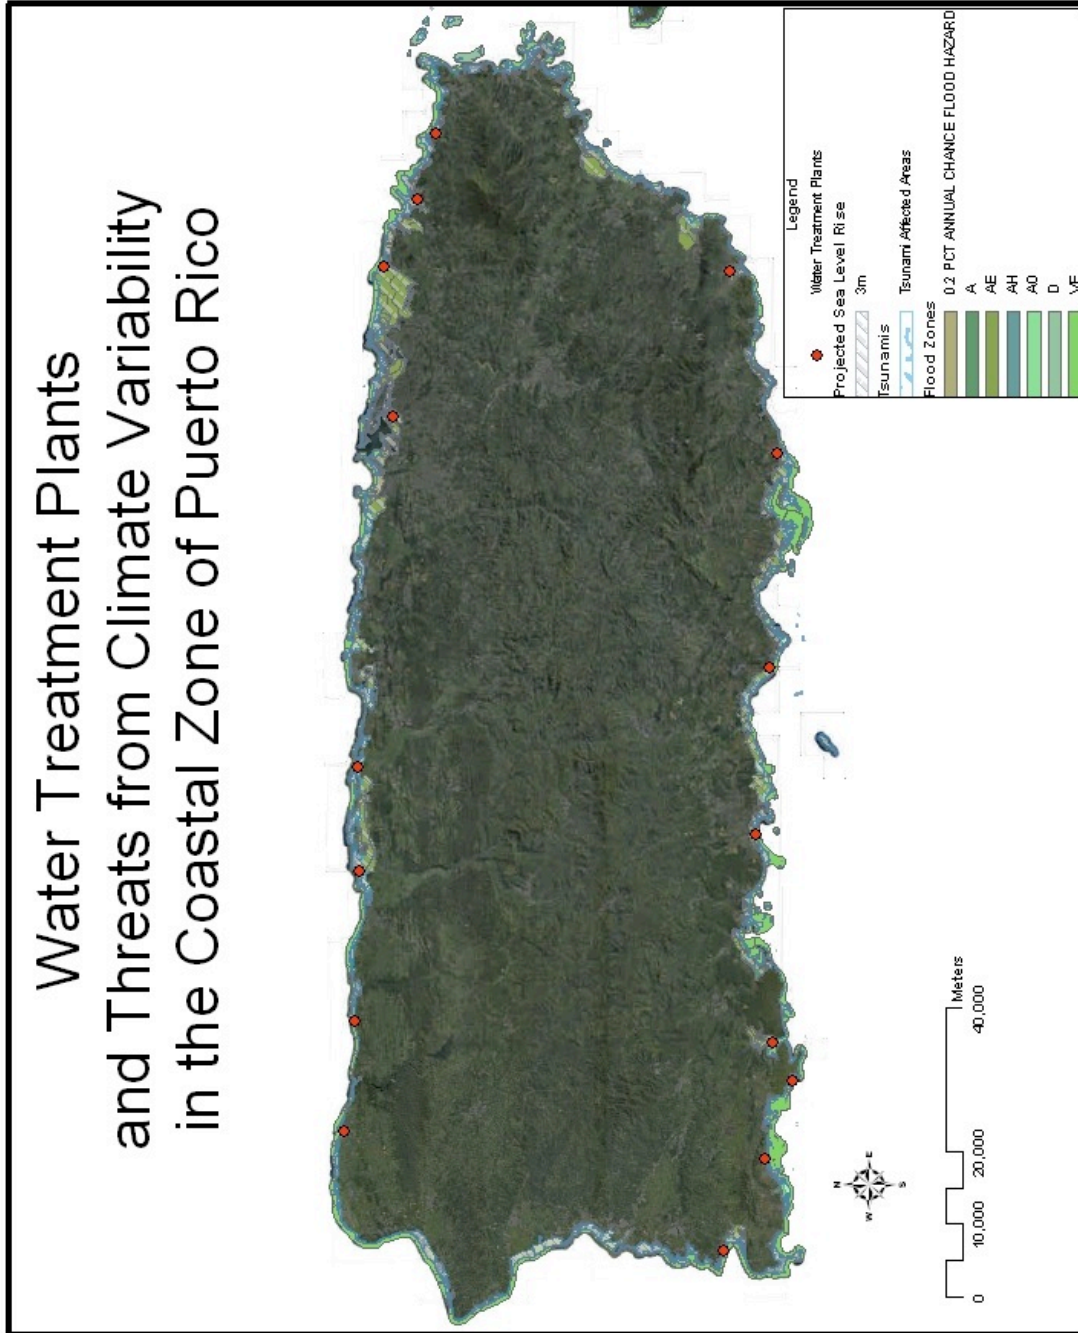 Water Treatment Plants
and Threats from Climate Variability
in the Coastal Zone of Puerto Rico
N
W
E
S
0
10,000
20,000
40,000
Meters
Legend
Water Treatment Plants
Projected Sea Level Rise
3m
Tsunamis
Tsunami Affected Areas
Flood Zones
0.2 PCT ANNUAL CHANCE FLOOD HAZARD
A
AE
AH
AO
D
VE